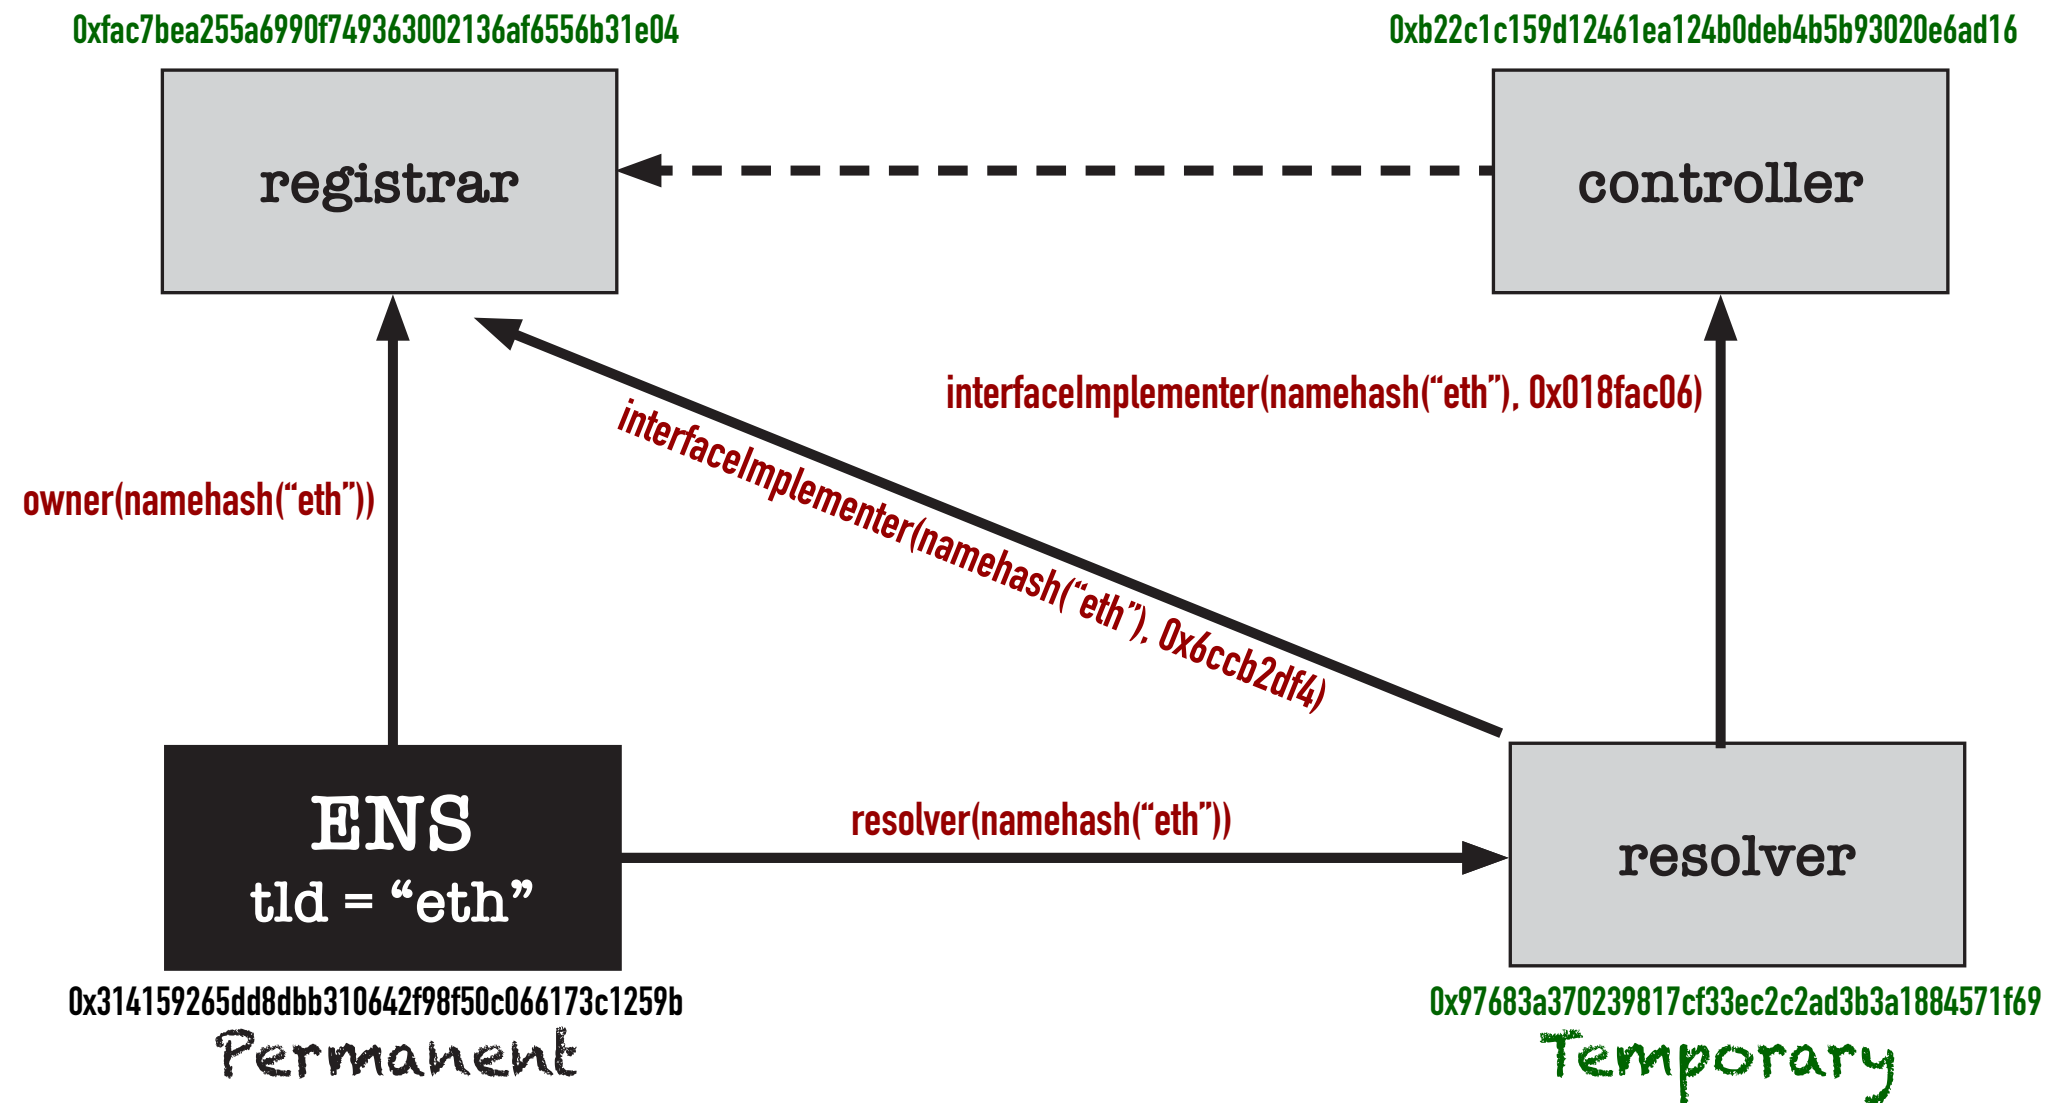 0xfac7bea255a6990f749363002136af6556b31e04
0xb22c1c159d12461ea124b0deb4b5b93020e6ad16
registrar
controller
interfaceImplementer(namehash(“eth”), 0x018fac06)
interfaceImplementer(namehash(“eth”), 0x6ccb2df4)
owner(namehash(“eth”))
ENS
tld = “eth”
resolver(namehash(“eth”))
resolver
0x314159265dd8dbb310642f98f50c066173c1259b
0x97683a370239817cf33ec2c2ad3b3a1884571f69
Permanent
Temporary